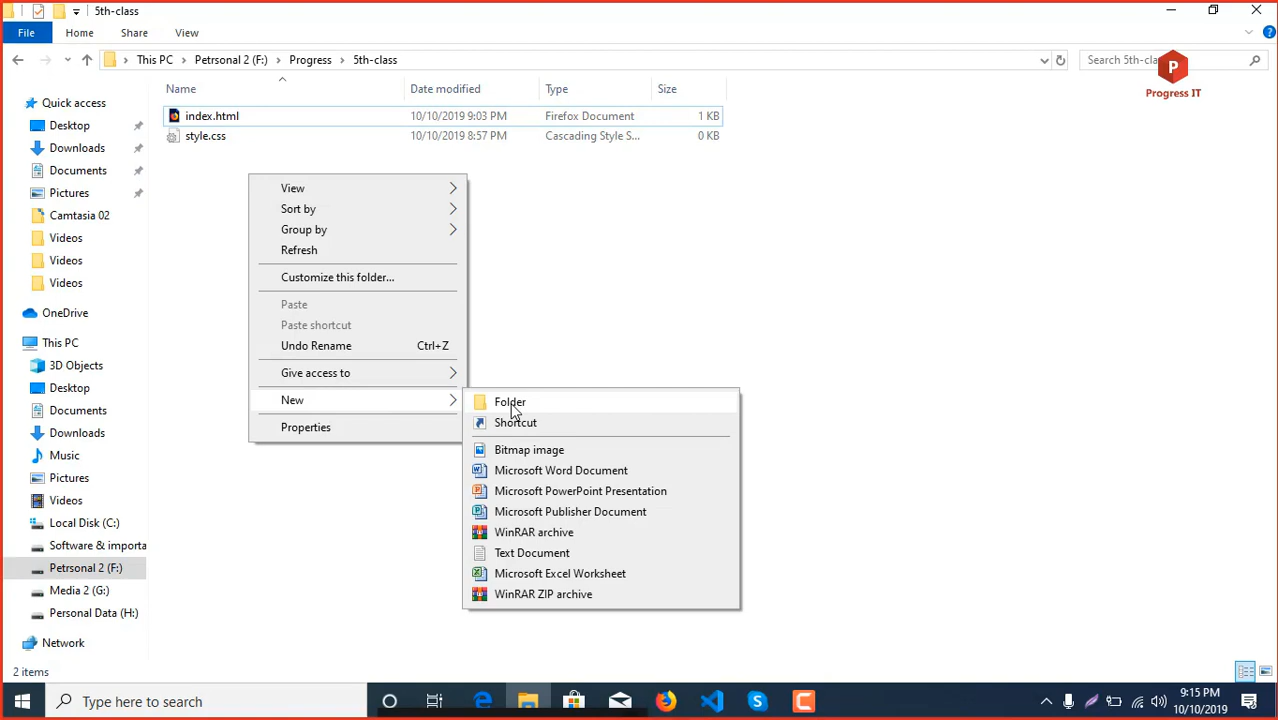 5th-class
File Home Share View
This PC Petrsonal 2 (F:) Progress 5th-class
Search 5th-cla
P
Progress IT
Name Date modified Type Size
index.html 10/10/2019 9:03 PM Firefox Document 1 KB
style.css 10/10/2019 8:57 PM Cascading Style S... 0 KB
Quick access
Desktop
Downloads
Documents
Pictures
Camtasia 02
Videos
Videos
Videos
OneDrive
This PC
3D Objects
Desktop
Documents
Downloads
Music
Pictures
Videos
Local Disk (C:)
Software & importa
Petrsonal 2 (F:)
Media 2 (G:)
Personal Data (H:)
Network
View
Sort by
Group by
Refresh
Customize this folder...
Paste
Paste shortcut
Undo Rename Ctrl+Z
Give access to
New
Properties
Folder
Shortcut
Bitmap image
Microsoft Word Document
Microsoft PowerPoint Presentation
Microsoft Publisher Document
WinRAR archive
Text Document
Microsoft Excel Worksheet
WinRAR ZIP archive
2 items
Type here to search
9:15 PM
10/10/2019